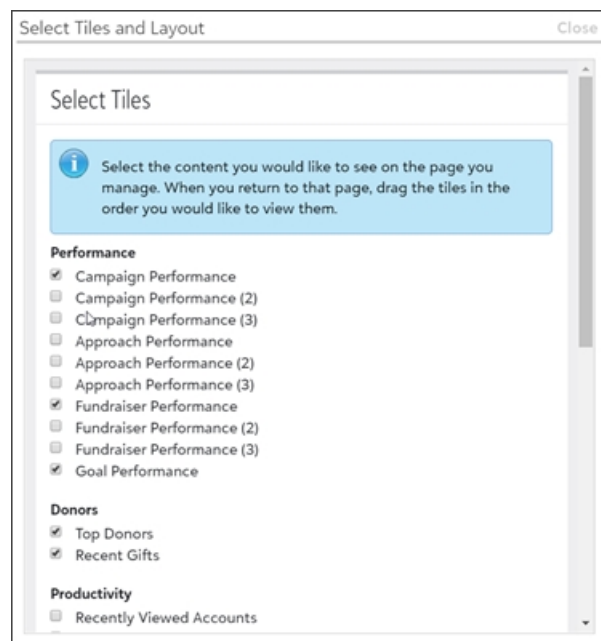 Select Tiles and Layout
Close
Select Tiles
Select the content you would like to see on the page you
manage. When you return to that page, drag the tiles in the
order you would like to view them.
Performance
Campaign Performance
Campaign Performance (2)
Campaign Performance (3)
Approach Performance
Approach Performance (2)
Approach Performance (3)
Fundraiser Performance
Fundraiser Performance (2)
Fundraiser Performance (3)
Goal Performance
Donors
Top Donors
Recent Gifts
Productivity
Recently Viewed Accounts